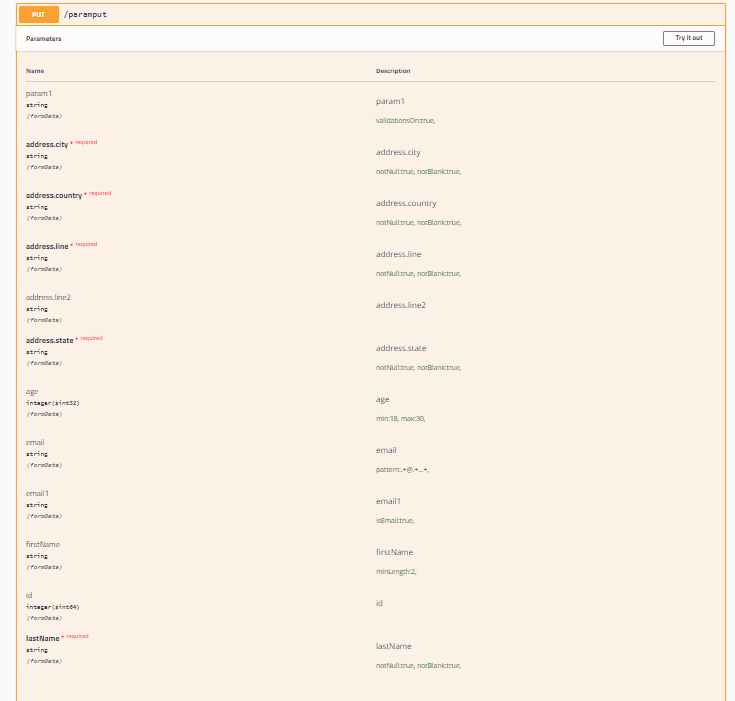 PUT /paramput
Parameters Try it out
Name Description
param1
string
(formData)
param1
validationsOn:true,
address.city * required
string
(formData)
address.city
notNull:true, notBlank:true,
address.country * required
string
(formData)
address.country
notNull:true, notBlank:true,
address.line * required
string
(formData)
address.line
notNull:true, notBlank:true,
address.line2
string
(formData)
address.line2
address.state * required
string
(formData)
address.state
notNull:true, notBlank:true,
age
integer($int32)
(formData)
age
min:18, max:30,
email
string
(formData)
email
email1
string
(formData)
email1
isEmail:true,
firstName
string
(formData)
firstName
minLength:2,
id
integer($int64)
(formData)
id
lastName * required
string
(formData)
lastName
notNull:true, notBlank:true,